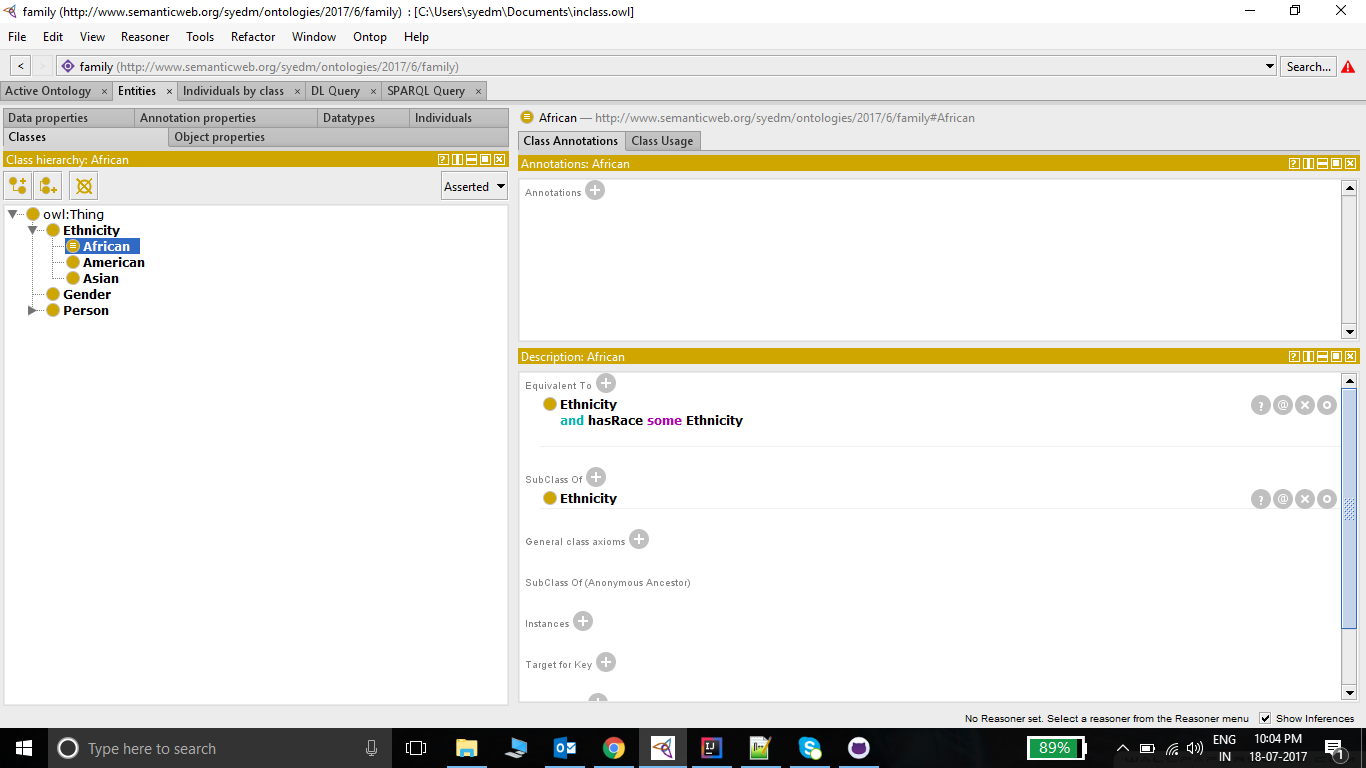 family (http://www.semanticweb.org/syedm/ontologies/2017/6/family) : [C:\Users\syedm\Documents\inclass.owl]
File Edit View Reasoner Tools Refactor Window Ontop Help
< > family (http://www.semanticweb.org/syedm/ontologies/2017/6/family) Search...
Active Ontology × Entities × Individuals by class × DL Query × SPARQL Query ×
Data properties Annotation properties Datatypes Individuals
Classes Object properties
Class hierarchy: African
Asserted
owl:Thing
Ethnicity
African
American
Asian
Gender
Person
African — http://www.semanticweb.org/syedm/ontologies/2017/6/family#African
Class Annotations Class Usage
Annotations: African
Annotations
Description: African
Equivalent To
Ethnicity
and hasRace some Ethnicity
SubClass Of
Ethnicity
General class axioms
SubClass Of (Anonymous Ancestor)
Instances
Target for Key
No Reasoner set. Select a reasoner from the Reasoner menu Show Inferences
Type here to search
89%
ENG
IN
10:04 PM
18-07-2017
1